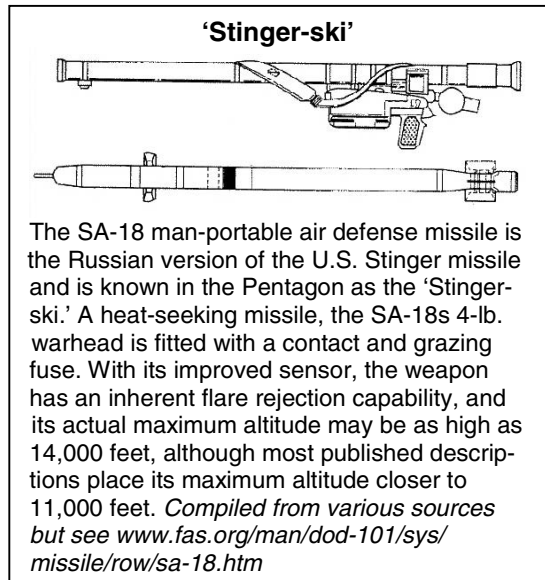 ‘Stinger-ski’
The SA-18 man-portable air defense missile is
the Russian version of the U.S. Stinger missile
and is known in the Pentagon as the ‘Stinger-
ski.’ A heat-seeking missile, the SA-18s 4-lb.
warhead is fitted with a contact and grazing
fuse. With its improved sensor, the weapon
has an inherent flare rejection capability, and
its actual maximum altitude may be as high as
14,000 feet, although most published descrip-
tions place its maximum altitude closer to
11,000 feet. Compiled from various sources
but see www.fas.org/man/dod-101/sys/
missile/row/sa-18.htm